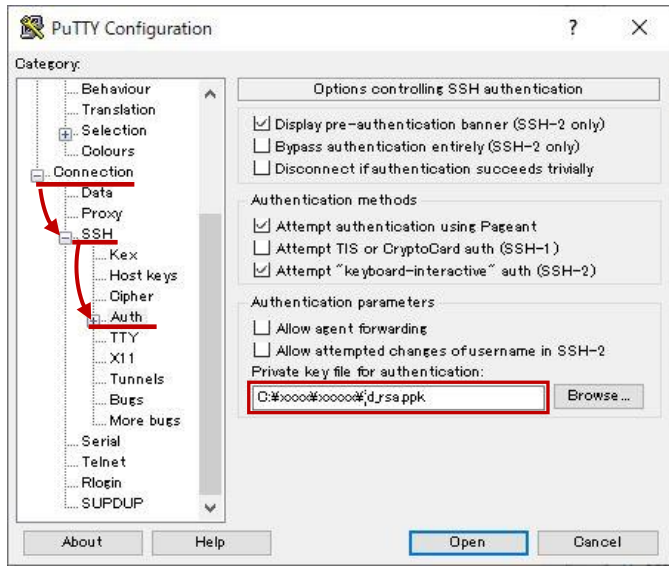 PuTTY Configuration
Category:
Behaviour
Translation
Selection
Colours
Connection
Data
Proxy
SSH
Kex
Host keys
Cipher
Auth
TTY
X11
Tunnels
Bugs
More bugs
Serial
Telnet
Rlogin
SUPDUP
Options controlling SSH authentication
Display pre-authentication banner (SSH-2 only)
Bypass authentication entirely (SSH-2 only)
Disconnect if authentication succeeds trivially
Authentication methods
Attempt authentication using Pageant
Attempt TIS or CryptoCard auth (SSH-1)
Attempt "keyboard-interactive" auth (SSH-2)
Authentication parameters
Allow agent forwarding
Allow attempted changes of username in SSH-2
Private key file for authentication:
C:¥xxxx¥xxxxx¥id_rsa.ppk
Browse...
About
Help
Open
Cancel